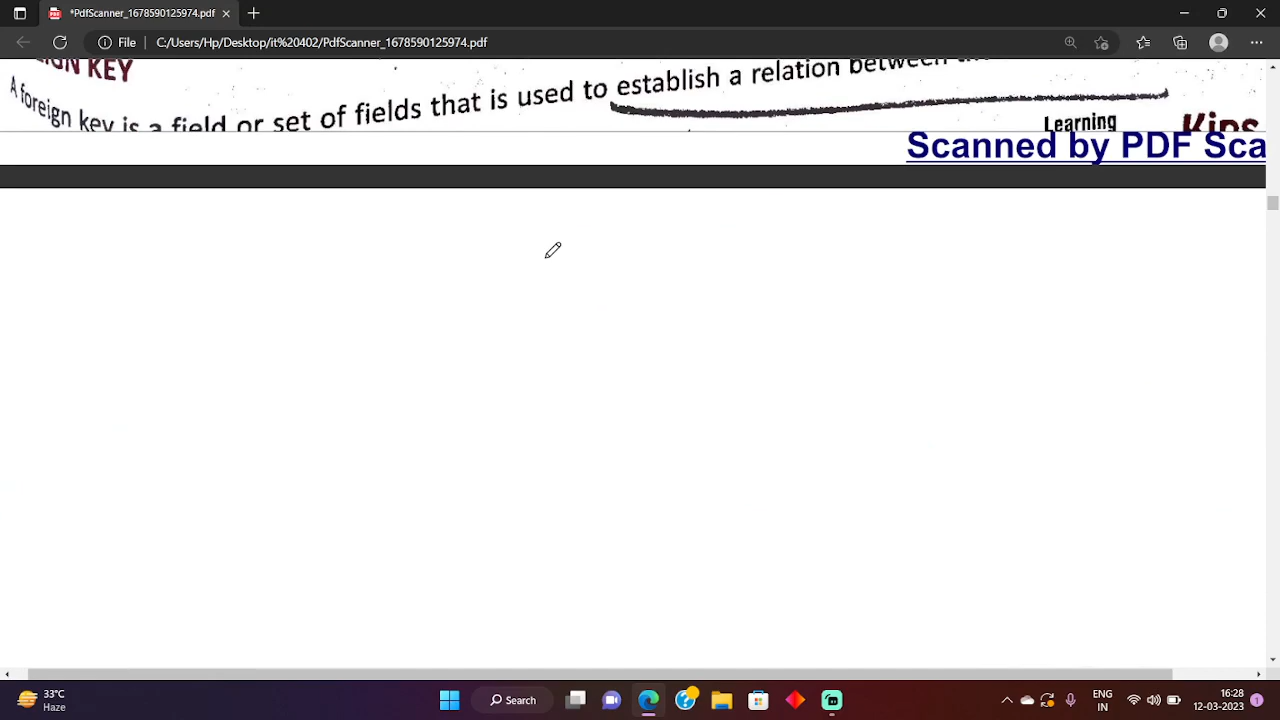 *PdfScanner_1678590125974.pdf
File
C:/Users/Hp/Desktop/it%20402/PdfScanner_1678590125974.pdf
KEY
A foreign key is a field or set of fields that is used to establish a relation between
Learning
Kips
Scanned by PDF Sca
33°C
Haze
Search
ENG
IN
16:28
12-03-2023
1